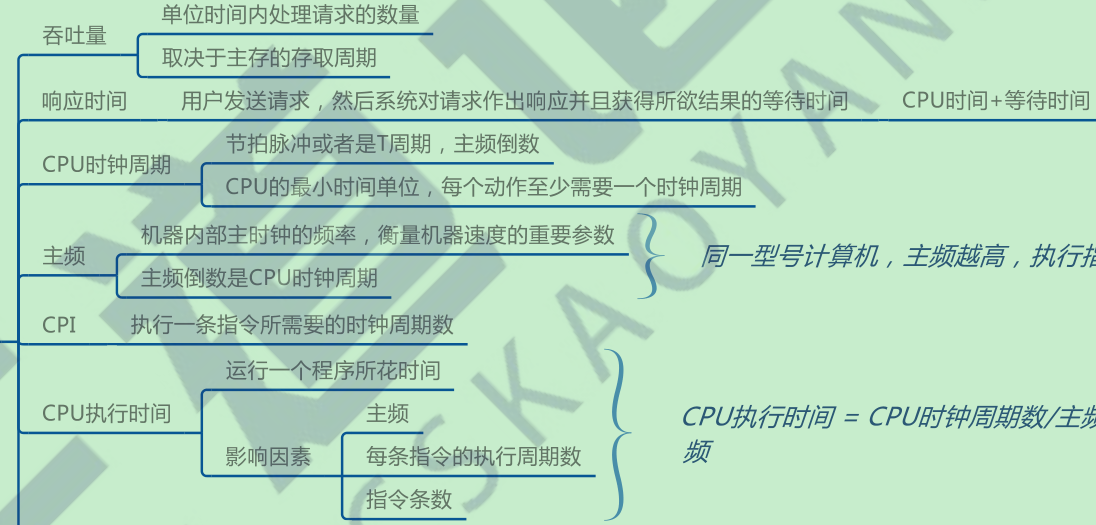 单位时间内处理请求的数量
吞吐量
取决于主存的存取周期
响应时间 用户发送请求，然后系统对请求作出响应并且获得所欲结果的等待时间 CPU时间+等待时间
节拍脉冲或者是T周期，主频倒数
CPU时钟周期
CPU的最小时间单位，每个动作至少需要一个时钟周期
机器内部主时钟的频率，衡量机器速度的重要参数
主频
同一型号计算机，主频越高，执行指
主频倒数是CPU时钟周期
CPI 执行一条指令所需要的时钟周期数
运行一个程序所花时间
CPU执行时间
主频
CPU执行时间 = CPU时钟周期数/主频
频
影响因素
每条指令的执行周期数
指令条数
CSKAOYAN